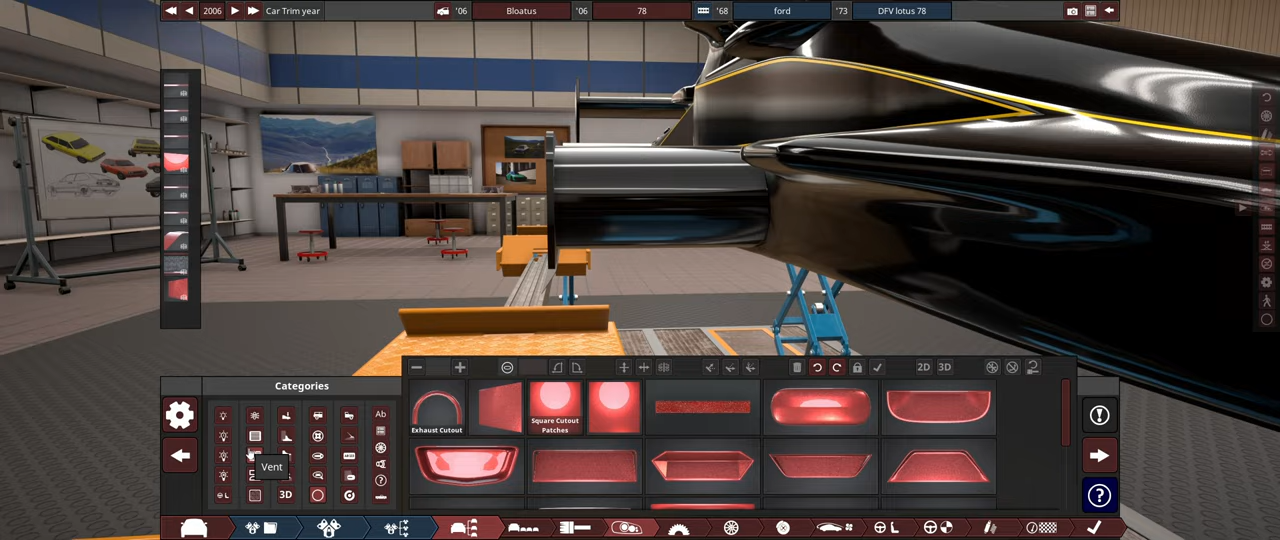 2006
Car Trim year
'06
Bloatus
'06
78
'68
ford
'73
DFV lotus 78
Categories
Ab
L
3D
Vent
2D
3D
Exhaust Cutout
Square Cutout
Patches